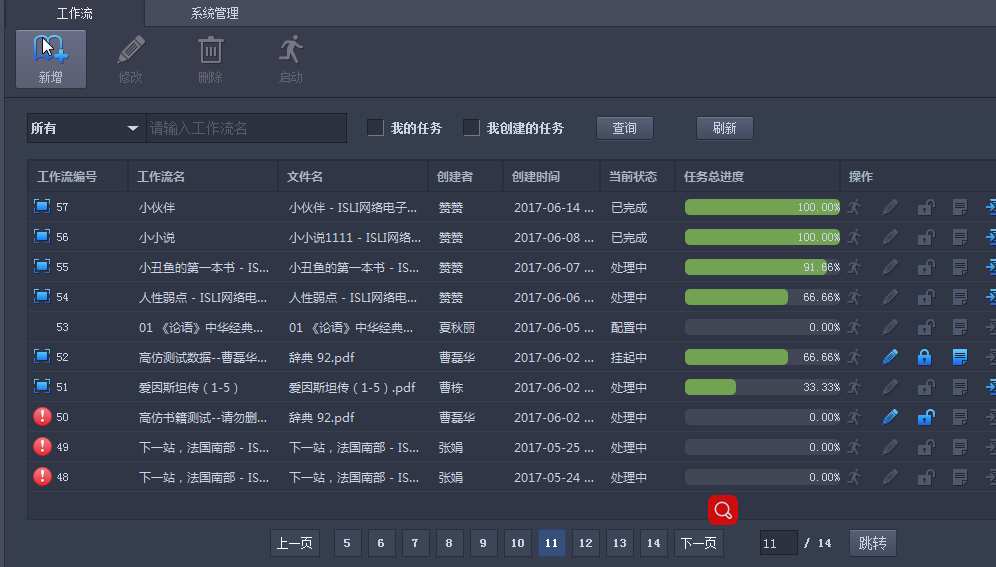 工作流 系统管理
新增 修改 删除 启动
所有 请输入工作流名 我的任务 我创建的任务 查询 刷新
工作流编号 工作流名 文件名 创建者 创建时间 当前状态 任务总进度 操作
57 小伙伴 小伙伴 - ISLI网络电子... 赞赞 2017-06-14 ... 已完成 100.00%
56 小小说 小小说1111 - ISLI网络... 赞赞 2017-06-08 ... 已完成 100.00%
55 小丑鱼的第一本书 - IS... 小丑鱼的第一本书 - IS... 赞赞 2017-06-07 ... 处理中 91.66%
54 人性弱点 - ISLI网络电... 人性弱点 - ISLI网络电... 赞赞 2017-06-06 ... 处理中 66.66%
53 01 《论语》中华经典... 01 《论语》中华经典... 夏秋丽 2017-06-05 ... 配置中 0.00%
52 高仿测试数据--曹磊华... 辞典 92.pdf 曹磊华 2017-06-02 ... 挂起中 66.66%
51 爱因斯坦传（1-5） 爱因斯坦传（1-5）.pdf 曹栋 2017-06-02 ... 处理中 33.33%
50 高仿书籍测试--请勿删... 辞典 92.pdf 曹磊华 2017-06-02 ... 处理中 0.00%
49 下一站，法国南部 - IS... 下一站，法国南部 - IS... 张娟 2017-05-25 ... 处理中 0.00%
48 下一站，法国南部 - IS... 下一站，法国南部 - IS... 张娟 2017-05-24 ... 处理中 0.00%
上一页 5 6 7 8 9 10 11 12 13 14 下一页 11 / 14 跳转